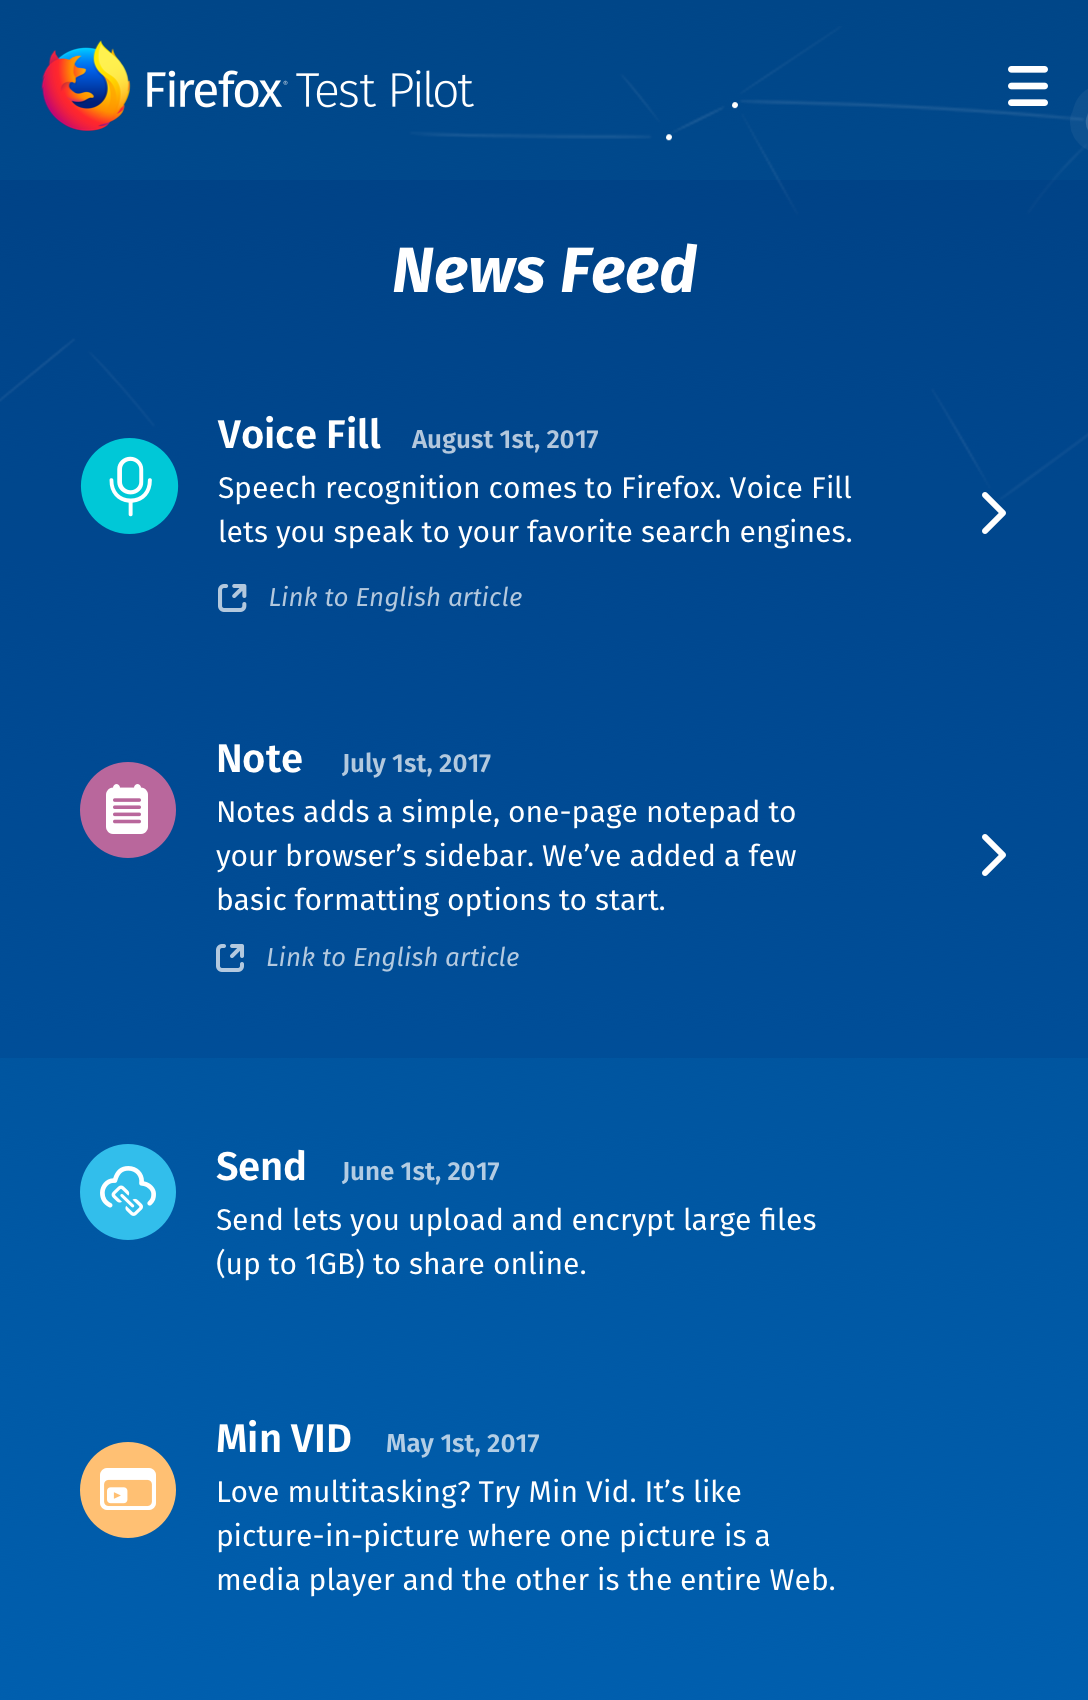 Firefox Test Pilot
News Feed
Voice Fill August 1st, 2017
Speech recognition comes to Firefox. Voice Fill
lets you speak to your favorite search engines.
Link to English article
Note July 1st, 2017
Notes adds a simple, one-page notepad to
your browser’s sidebar. We’ve added a few
basic formatting options to start.
Link to English article
Send June 1st, 2017
Send lets you upload and encrypt large files
(up to 1GB) to share online.
Min VID May 1st, 2017
Love multitasking? Try Min Vid. It’s like
picture-in-picture where one picture is a
media player and the other is the entire Web.